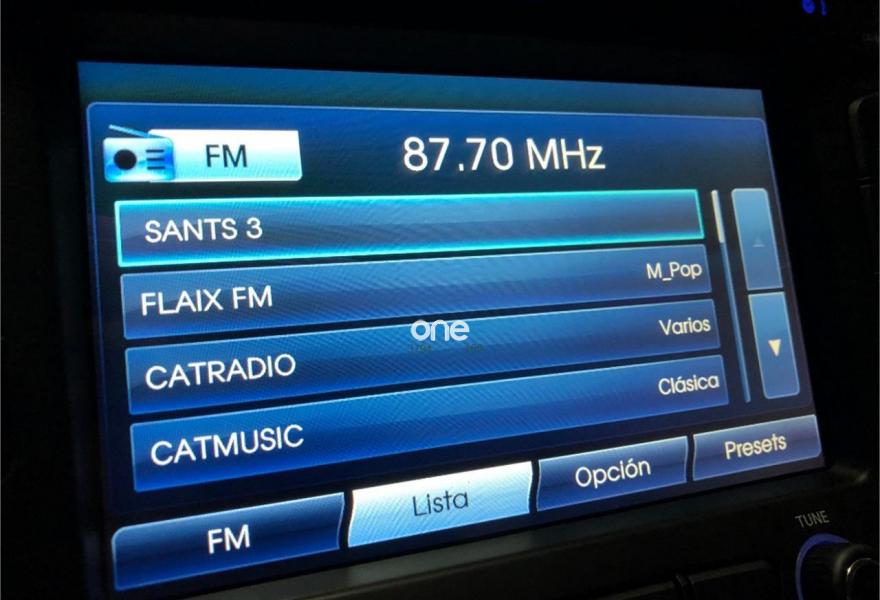 FM
87.70 MHz
SANTS 3
FLAIX FM
M_Pop
CATRADIO
Varios
CATMUSIC
Clásica
one
FM
Lista
Opción
Presets
TUNE